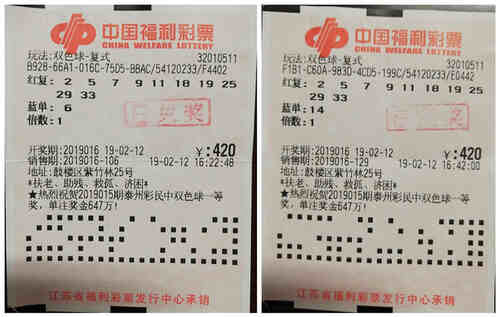 中国福利彩票
CHINA WELFARE LOTTERY
玩法:双色球-复式 32010511
B928-66A1-016C-75D5-8BAC/54120233/F4402
红复: 2 5 7 9 11 18 19 25
29 33
蓝单: 6
倍数:1
已兑奖
开奖期:2019016 19-02-12 ¥:420
销售期:2019016-106 19-02-12 16:22:48
地址:鼓楼区紫竹林25号
*扶老、助残、救孤、济困*
★热烈祝贺2019015期泰州彩民中双色球一等
奖,单注奖金647万!
江苏省福利彩票发行中心承销
中国福利彩票
CHINA WELFARE LOTTERY
玩法:双色球-复式 32010511
F1B1-C60A-983D-4CD5-199C/54120233/E0442
红复: 2 5 7 9 11 18 19 25
29 33
蓝单:14
倍数:1
已兑奖
开奖期:2019016 19-02-12 ¥:420
销售期:2019016-129 19-02-12 16:42:00
地址:鼓楼区紫竹林25号
*扶老、助残、救孤、济困*
★热烈祝贺2019015期泰州彩民中双色球一等
奖,单注奖金647万!
江苏省福利彩票发行中心承销